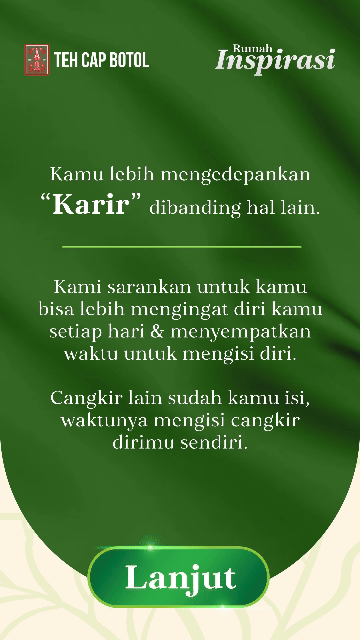 TEH CAP BOTOL
Rumah
Inspirasi
Kamu lebih mengedepankan
“Karir” dibanding hal lain.
Kami sarankan untuk kamu
bisa lebih mengingat diri kamu
setiap hari & menyempatkan
waktu untuk mengisi diri.
Cangkir lain sudah kamu isi,
waktunya mengisi cangkir
dirimu sendiri.
Lanjut